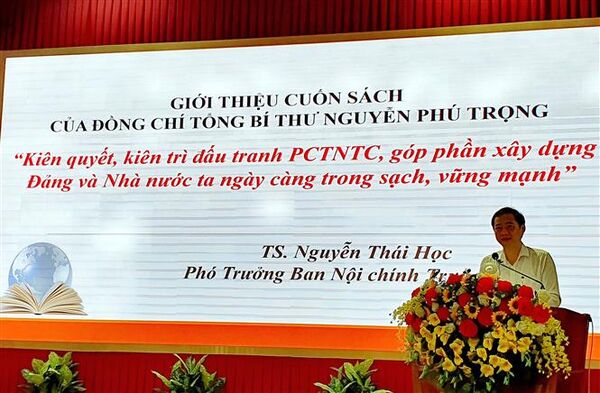 GIỚI THIỆU CUỐN SÁCH
CỦA ĐỒNG CHÍ TỔNG BÍ THƯ NGUYỄN PHÚ TRỌNG
“Kiên quyết, kiên trì đấu tranh PCTNTC, góp phần xây dựng
Đảng và Nhà nước ta ngày càng trong sạch, vững mạnh”
TS. Nguyễn Thái Học
Phó Trưởng Ban Nội chính